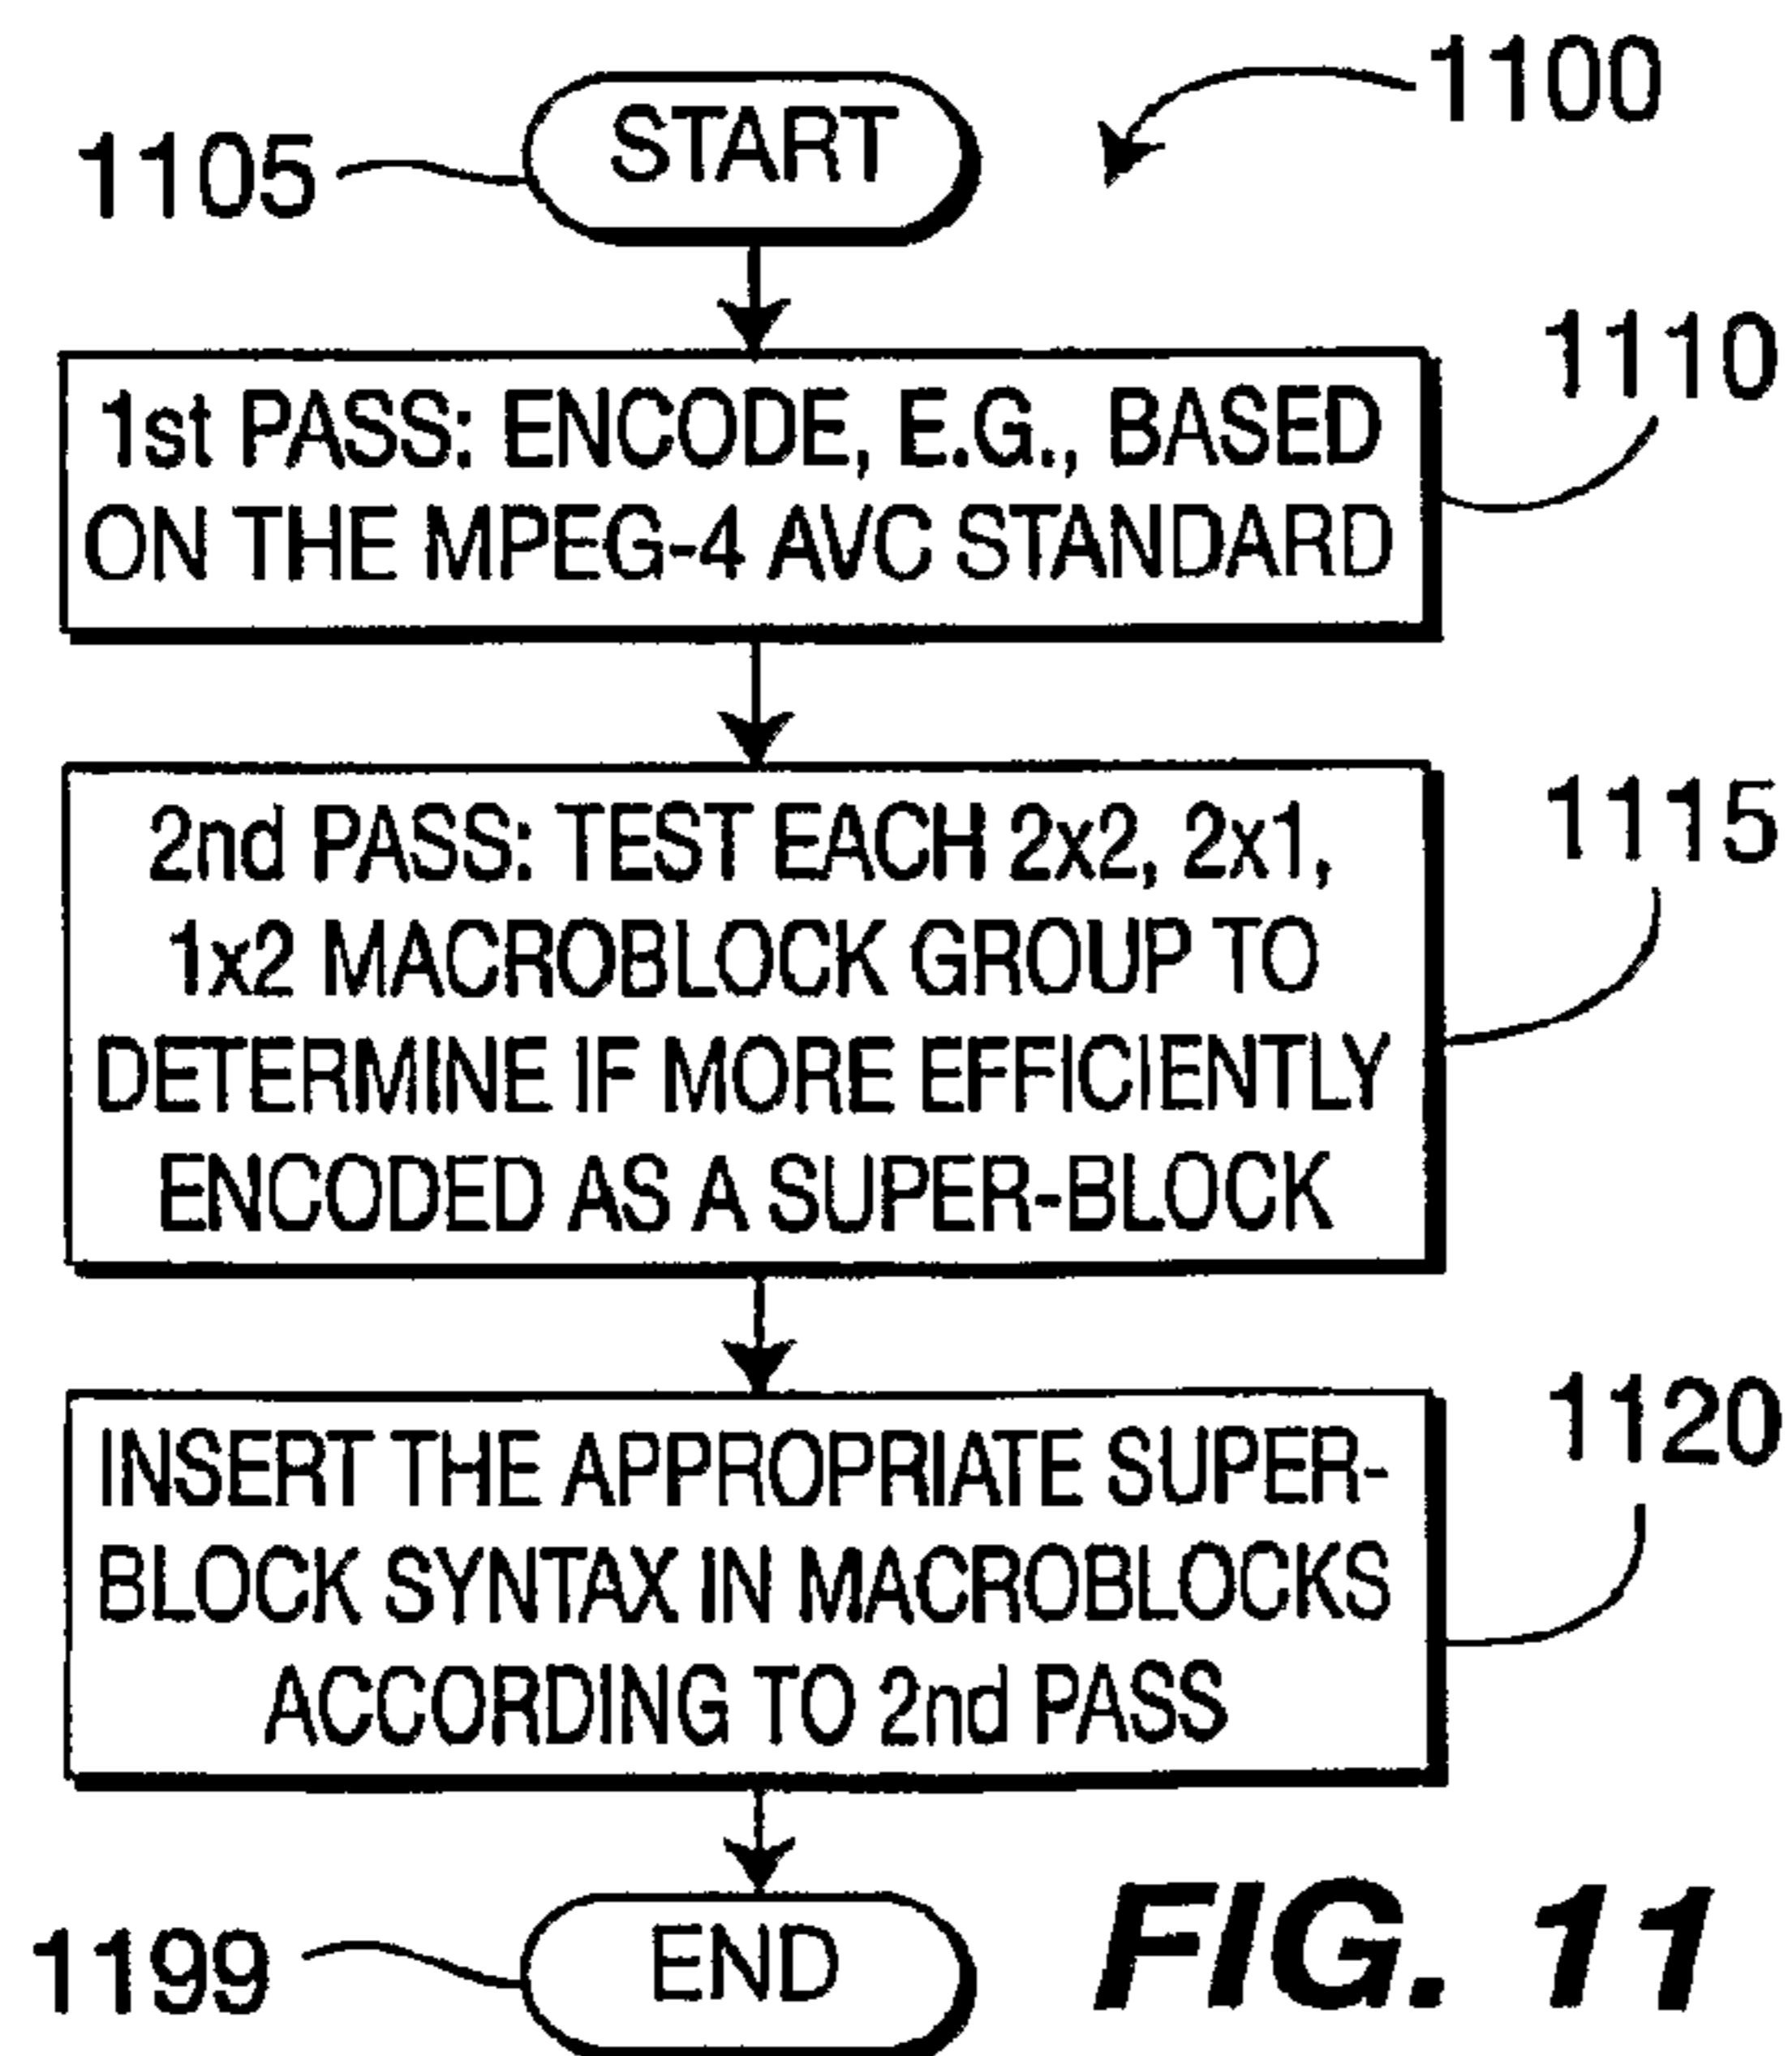 1100
1105
START
1110
1st PASS: ENCODE, E.G., BASED
ON THE MPEG-4 AVC STANDARD
1115
2nd PASS: TEST EACH 2x2, 2x1,
1x2 MACROBLOCK GROUP TO
DETERMINE IF MORE EFFICIENTLY
ENCODED AS A SUPER-BLOCK
1120
INSERT THE APPROPRIATE SUPER-
BLOCK SYNTAX IN MACROBLOCKS
ACCORDING TO 2nd PASS
1199
END
FIG. 11